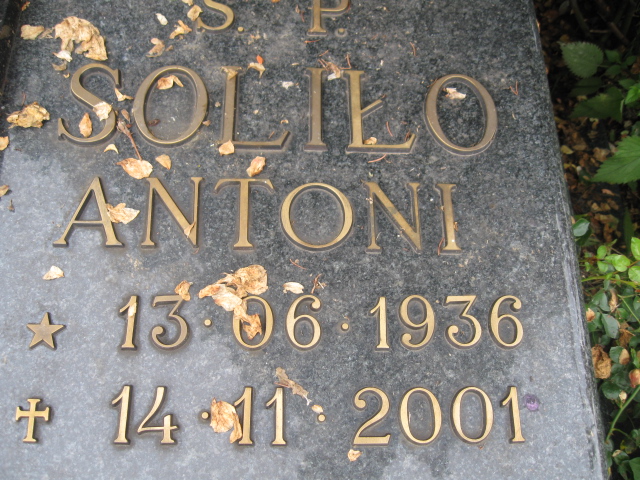 S. P.
SOLIŁO
ANTONI
13·06·1936
14·11·2001